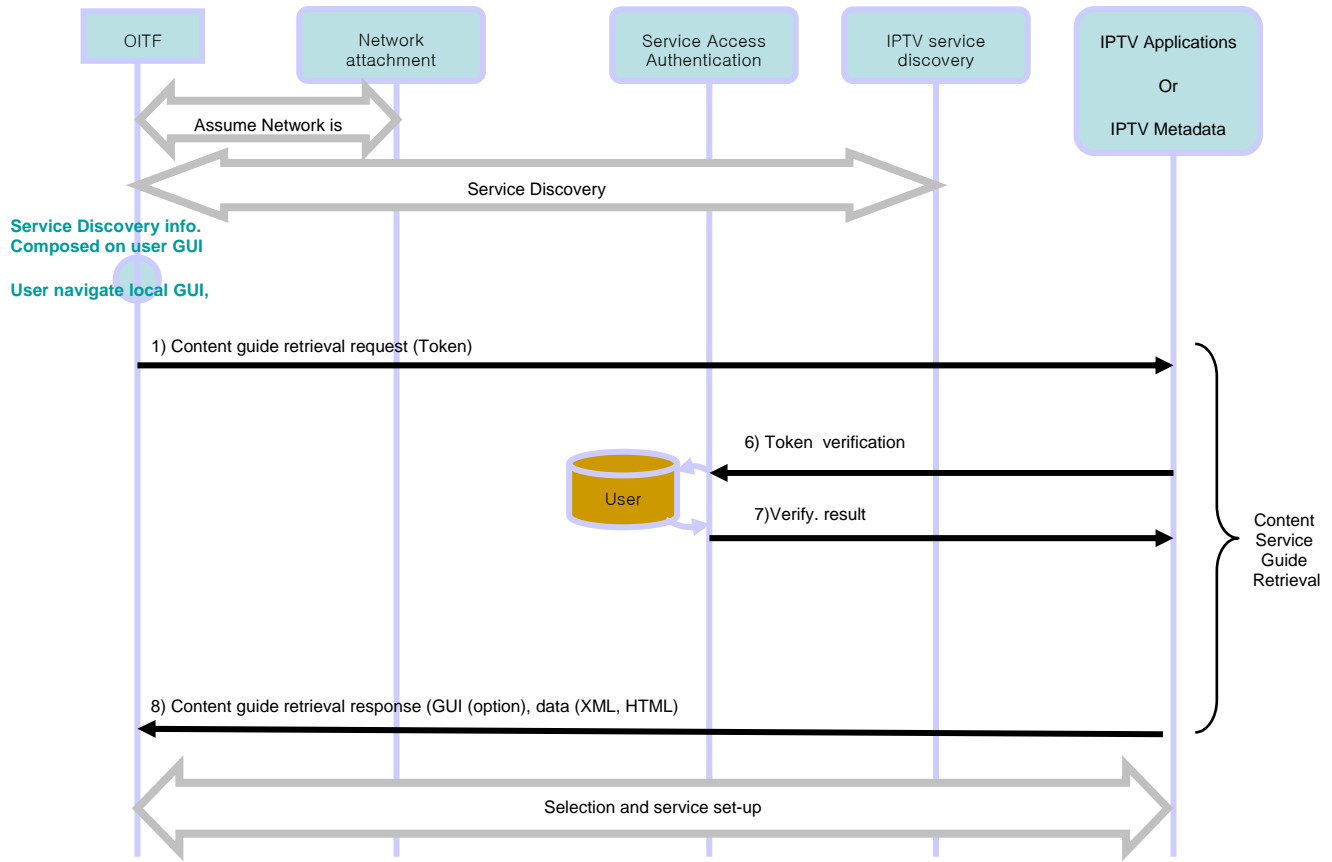 OITF
Network
attachment
Service Access
Authentication
IPTV service
discovery
IPTV Applications
Or
IPTV Metadata
Assume Network is
Service Discovery
Service Discovery info.
Composed on user GUI
User navigate local GUI,
1) Content guide retrieval request (Token)
6) Token  verification
User
7)Verify. result
Content
Service
Guide
Retrieval
8) Content guide retrieval response (GUI (option), data (XML, HTML)
Selection and service set-up